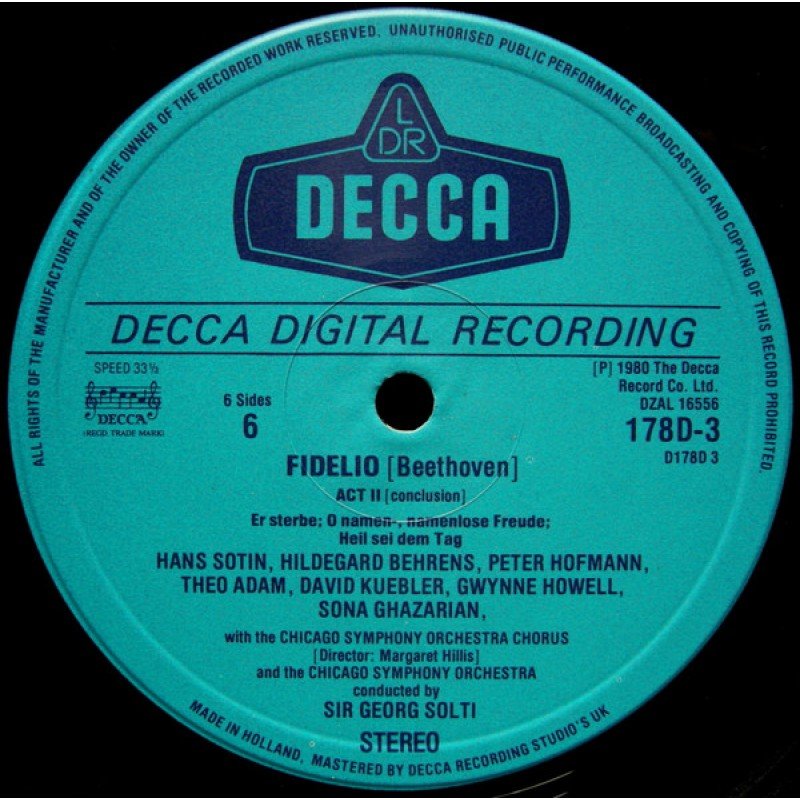 ALL RIGHTS OF THE MANUFACTURER AND OF THE OWNER OF THE RECORDED WORK RESERVED. UNAUTHORISED PUBLIC PERFORMANCE BROADCASTING AND COPYING OF THIS RECORD PROHIBITED.
L
DR
DECCA
DECCA DIGITAL RECORDING
SPEED 33⅓
DECCA
(REGD. TRADE MARK)
6 Sides
6
[P] 1980 The Decca
Record Co. Ltd.
DZAL 16556
178D-3
D178D 3
FIDELIO [Beethoven]
ACT II [conclusion]
Er sterbe; O namen-, namenlose Freude;
Heil sei dem Tag
HANS SOTIN, HILDEGARD BEHRENS, PETER HOFMANN,
THEO ADAM, DAVID KUEBLER, GWYNNE HOWELL,
SONA GHAZARIAN,
with the CHICAGO SYMPHONY ORCHESTRA CHORUS
[Director: Margaret Hillis]
and the CHICAGO SYMPHONY ORCHESTRA
conducted by
SIR GEORG SOLTI
STEREO
MADE IN HOLLAND, MASTERED BY DECCA RECORDING STUDIO'S UK